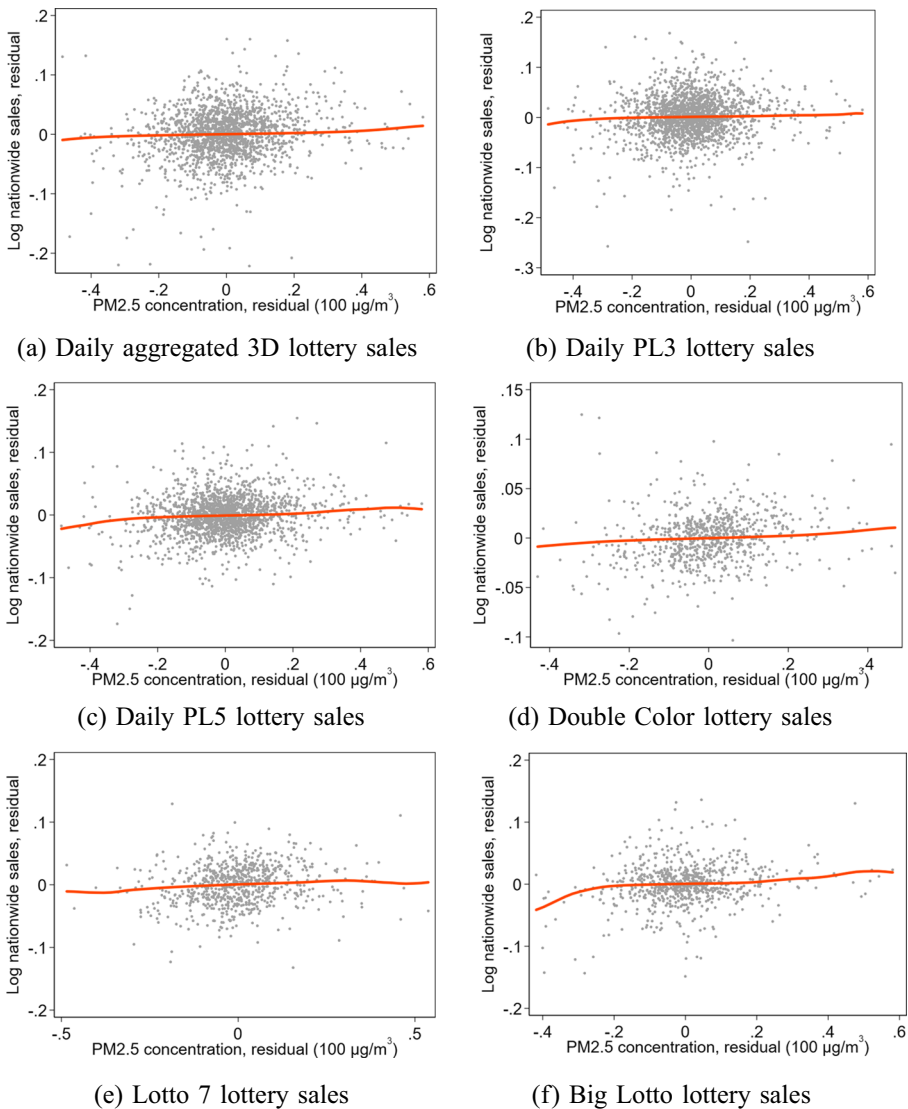 .2
.1
0
-.1
-.2
Log nationwide sales, residual
-.4 -.2 0 .2 .4 .6
PM2.5 concentration, residual (100 µg/m³)
(a) Daily aggregated 3D lottery sales
.2
.1
0
-.1
-.2
-.3
Log nationwide sales, residual
-.4 -.2 0 .2 .4 .6
PM2.5 concentration, residual (100 µg/m³)
(b) Daily PL3 lottery sales
.2
.1
0
-.1
-.2
Log nationwide sales, residual
-.4 -.2 0 .2 .4 .6
PM2.5 concentration, residual (100 µg/m³)
(c) Daily PL5 lottery sales
.15
.1
.05
0
-.05
-.1
Log nationwide sales, residual
-.4 -.2 0 .2 .4
PM2.5 concentration, residual (100 µg/m³)
(d) Double Color lottery sales
.2
.1
0
-.1
-.2
Log nationwide sales, residual
-.5 0 .5
PM2.5 concentration, residual (100 µg/m³)
(e) Lotto 7 lottery sales
.2
.1
0
-.1
-.2
Log nationwide sales, residual
-.4 -.2 0 .2 .4 .6
PM2.5 concentration, residual (100 µg/m³)
(f) Big Lotto lottery sales